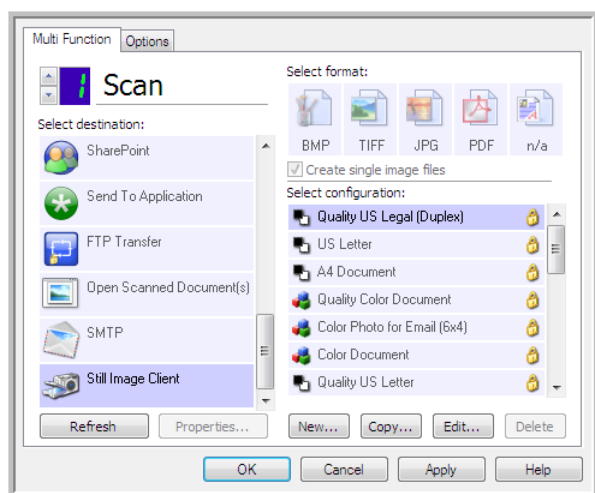 Multi Function
Options
1
Scan
Select destination:
SharePoint
Send To Application
FTP Transfer
Open Scanned Document(s)
SMTP
Still Image Client
Refresh
Properties...
Select format:
BMP
TIFF
JPG
PDF
n/a
Create single image files
Select configuration:
Quality US Legal (Duplex)
US Letter
A4 Document
Quality Color Document
Color Photo for Email (6x4)
Color Document
Quality US Letter
New...
Copy...
Edit...
Delete
OK
Cancel
Apply
Help